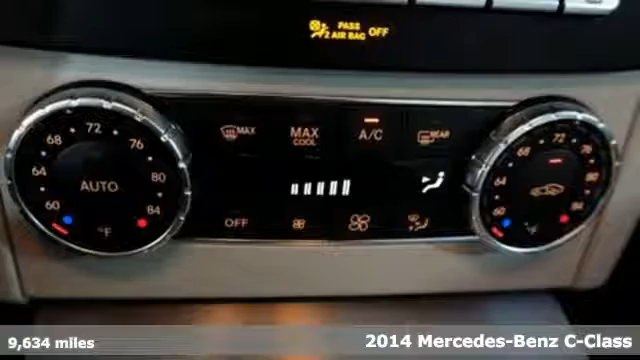 PASS
2 AIR BAG OFF
60 64 68 72 76 80 84
AUTO
°F
MAX
MAX
COOL
A/C
REAR
OFF
60 64 68 72 76 80 84
°F
9,634 miles
2014 Mercedes-Benz C-Class